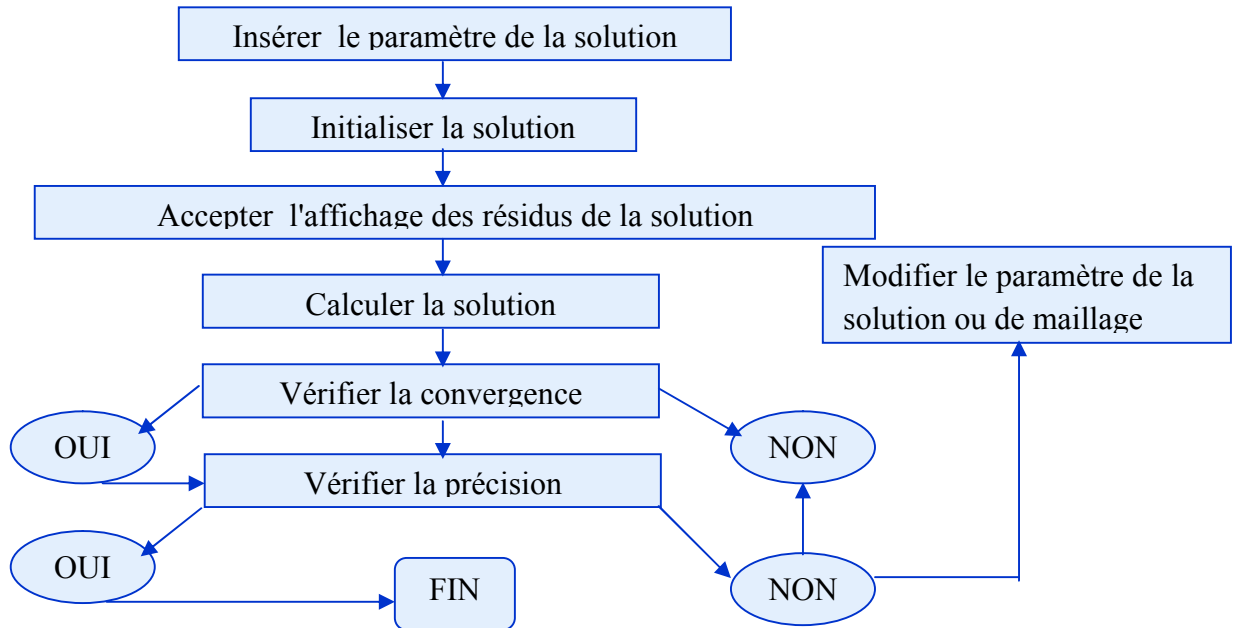 Insérer le paramètre de la solution
Initialiser la solution
Accepter l'affichage des résidus de la solution
Modifier le paramètre de la
solution ou de maillage
Calculer la solution
Vérifier la convergence
OUI
NON
Vérifier la précision
OUI
FIN
NON